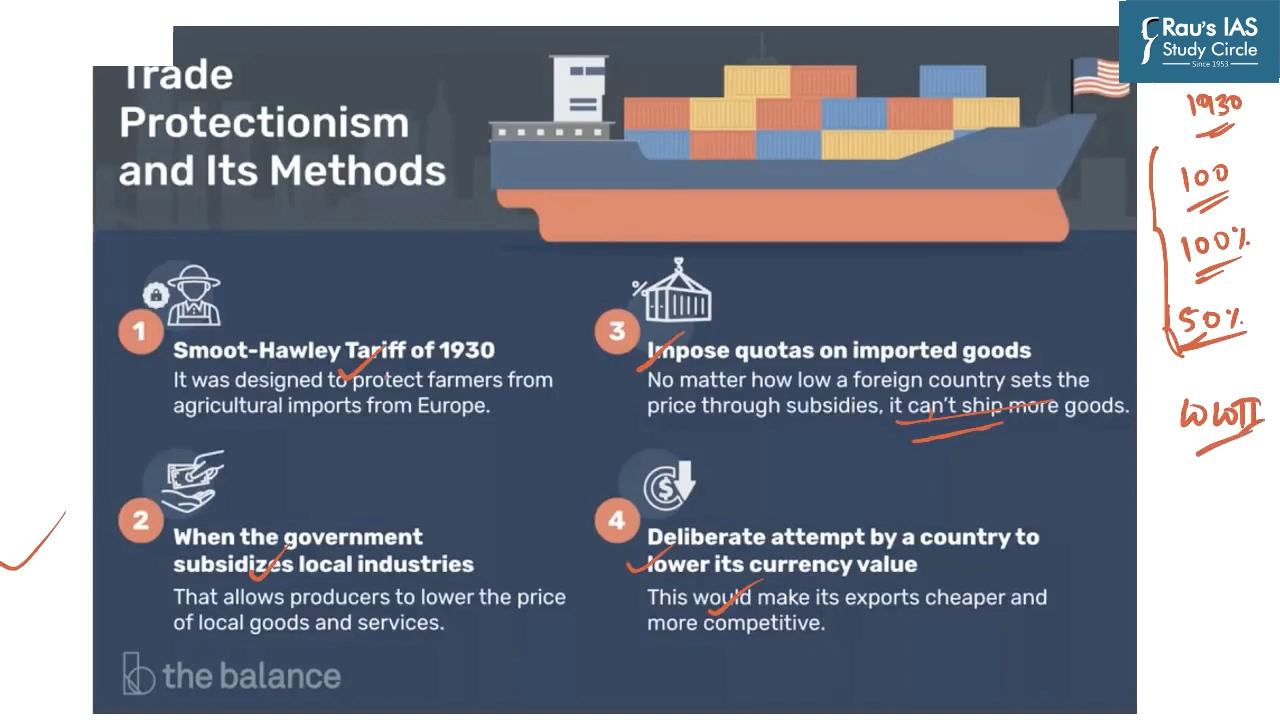 Rau's IAS
Study Circle
Since 1953
Trade
Protectionism
and Its Methods
1930
100
100%
50%
WWII
1
Smoot-Hawley Tariff of 1930
It was designed to protect farmers from
agricultural imports from Europe.
2
When the government
subsidizes local industries
That allows producers to lower the price
of local goods and services.
%
3
Impose quotas on imported goods
No matter how low a foreign country sets the
price through subsidies, it can't ship more goods.
$
4
Deliberate attempt by a country to
lower its currency value
This would make its exports cheaper and
more competitive.
the balance